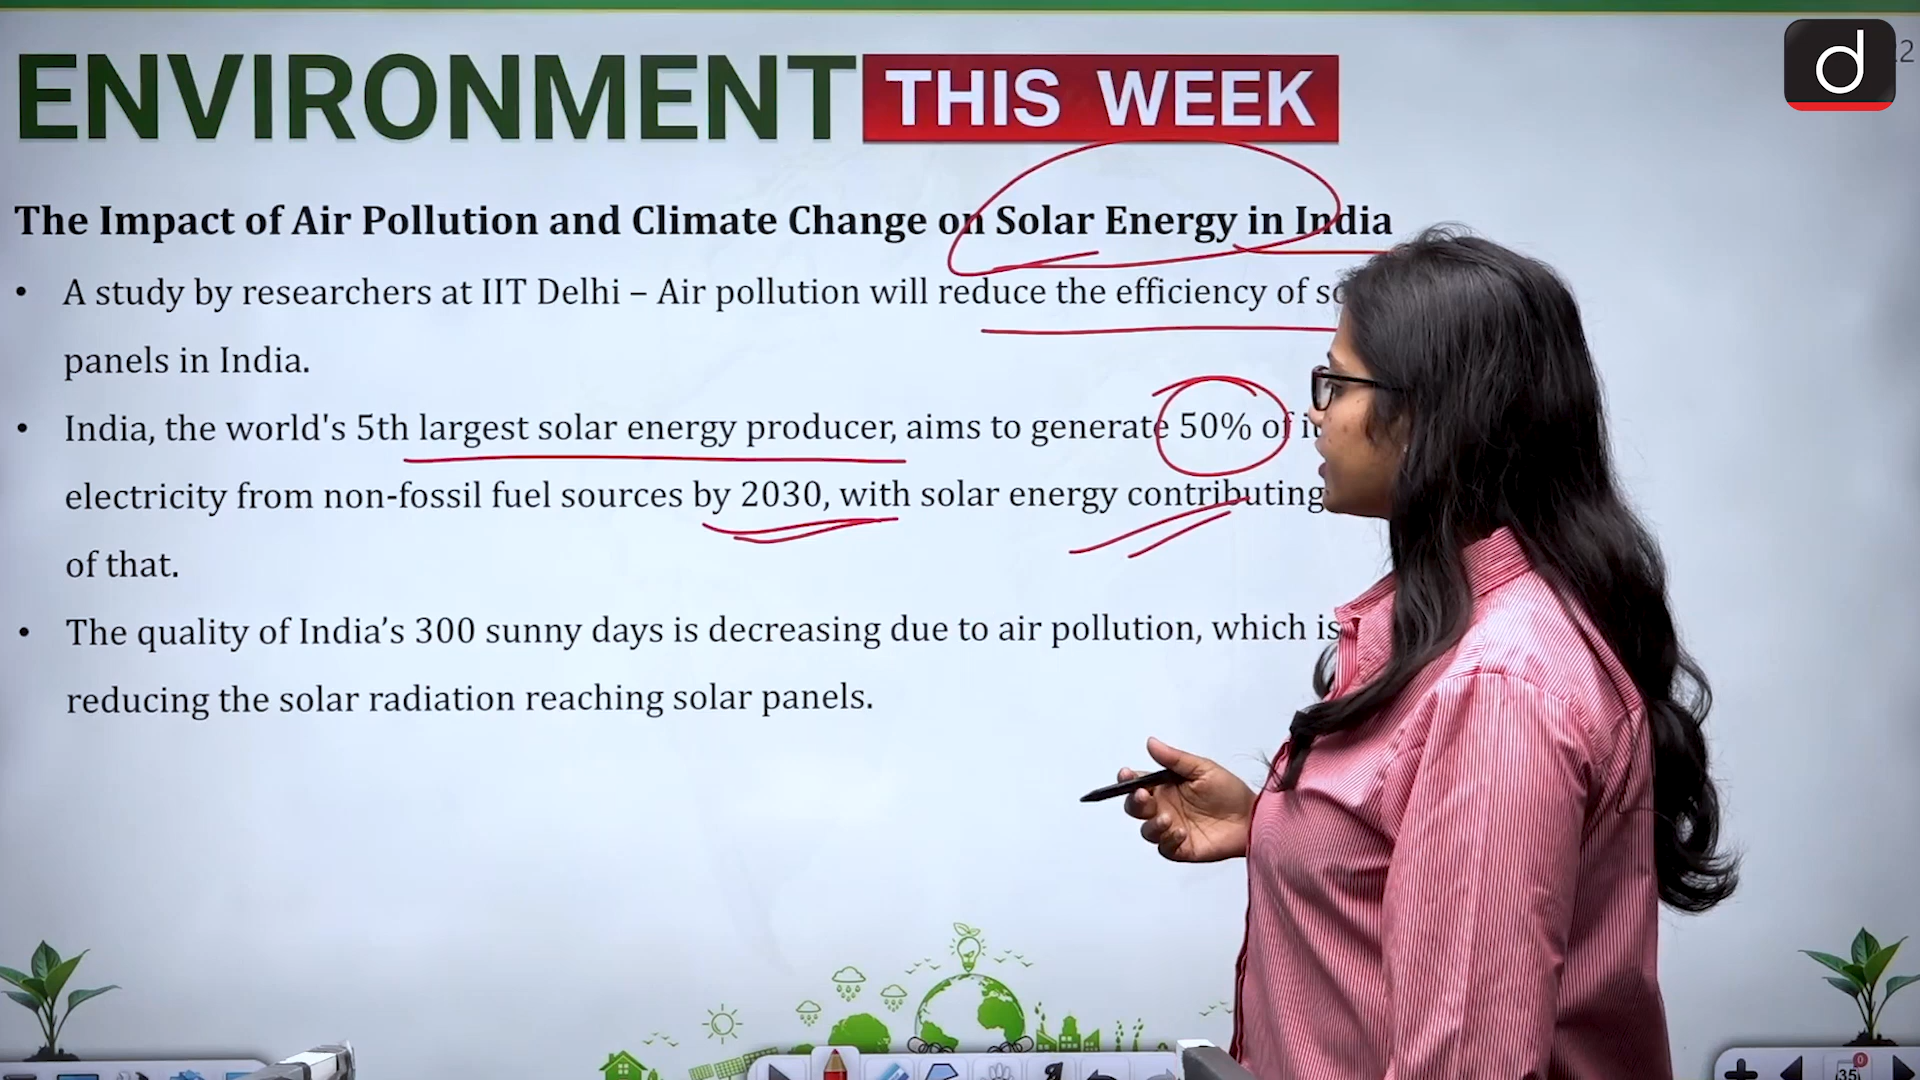 ENVIRONMENT THIS WEEK
d
The Impact of Air Pollution and Climate Change on Solar Energy in India
• A study by researchers at IIT Delhi – Air pollution will reduce the efficiency of
panels in India.
• India, the world's 5th largest solar energy producer, aims to generate 50% of
electricity from non-fossil fuel sources by 2030, with solar energy contributing
of that.
• The quality of India’s 300 sunny days is decreasing due to air pollution, which is
reducing the solar radiation reaching solar panels.
35
0